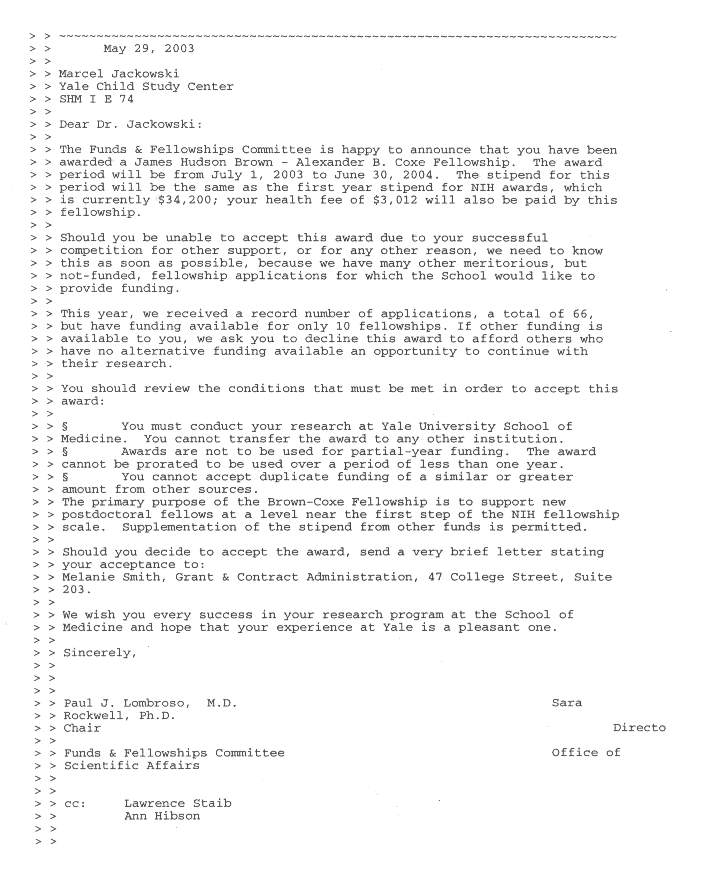 > > ~~~~~~~~~~~~~~~~~~~~~~~~~~~~~~~~~~~~~~~~~~~~~~~~~~~~~~~~~~~~~~~~~~~~~~~~~~~
> >       May 29, 2003
> >
> > Marcel Jackowski
> > Yale Child Study Center
> > SHM I E 74
> >
> > Dear Dr. Jackowski:
> >
> > The Funds & Fellowships Committee is happy to announce that you have been
> > awarded a James Hudson Brown - Alexander B. Coxe Fellowship.  The award
> > period will be from July 1, 2003 to June 30, 2004.  The stipend for this
> > period will be the same as the first year stipend for NIH awards, which
> > is currently $34,200; your health fee of $3,012 will also be paid by this
> > fellowship.
> >
> > Should you be unable to accept this award due to your successful
> > competition for other support, or for any other reason, we need to know
> > this as soon as possible, because we have many other meritorious, but
> > not-funded, fellowship applications for which the School would like to
> > provide funding.
> >
> > This year, we received a record number of applications, a total of 66,
> > but have funding available for only 10 fellowships. If other funding is
> > available to you, we ask you to decline this award to afford others who
> > have no alternative funding available an opportunity to continue with
> > their research.
> >
> > You should review the conditions that must be met in order to accept this
> > award:
> >
> > §       You must conduct your research at Yale University School of
> > Medicine.  You cannot transfer the award to any other institution.
> > §       Awards are not to be used for partial-year funding.  The award
> > cannot be prorated to be used over a period of less than one year.
> > §       You cannot accept duplicate funding of a similar or greater
> > amount from other sources.
> > The primary purpose of the Brown-Coxe Fellowship is to support new
> > postdoctoral fellows at a level near the first step of the NIH fellowship
> > scale.  Supplementation of the stipend from other funds is permitted.
> >
> > Should you decide to accept the award, send a very brief letter stating
> > your acceptance to:
> > Melanie Smith, Grant & Contract Administration, 47 College Street, Suite
> > 203.
> >
> > We wish you every success in your research program at the School of
> > Medicine and hope that your experience at Yale is a pleasant one.
> >
> > Sincerely,
> >
> >
> >
> > Paul J. Lombroso,  M.D.                                          Sara
> > Rockwell, Ph.D.
> > Chair                                                                    Directo
> >
> > Funds & Fellowships Committee                                    Office of
> > Scientific Affairs
> >
> >
> > cc:     Lawrence Staib
> >         Ann Hibson
> >
> >